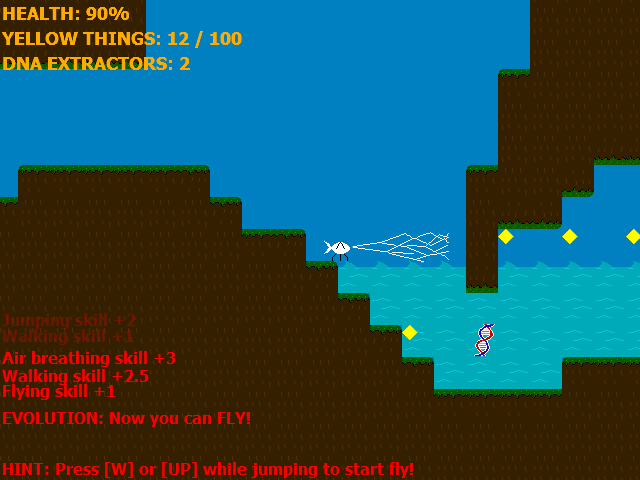 HEALTH: 90%
YELLOW THINGS: 12 / 100
DNA EXTRACTORS: 2
Jumping skill +2
Walking skill +1
Air breathing skill +3
Walking skill +2.5
Flying skill +1
EVOLUTION: Now you can FLY!
HINT: Press [W] or [UP] while jumping to start fly!